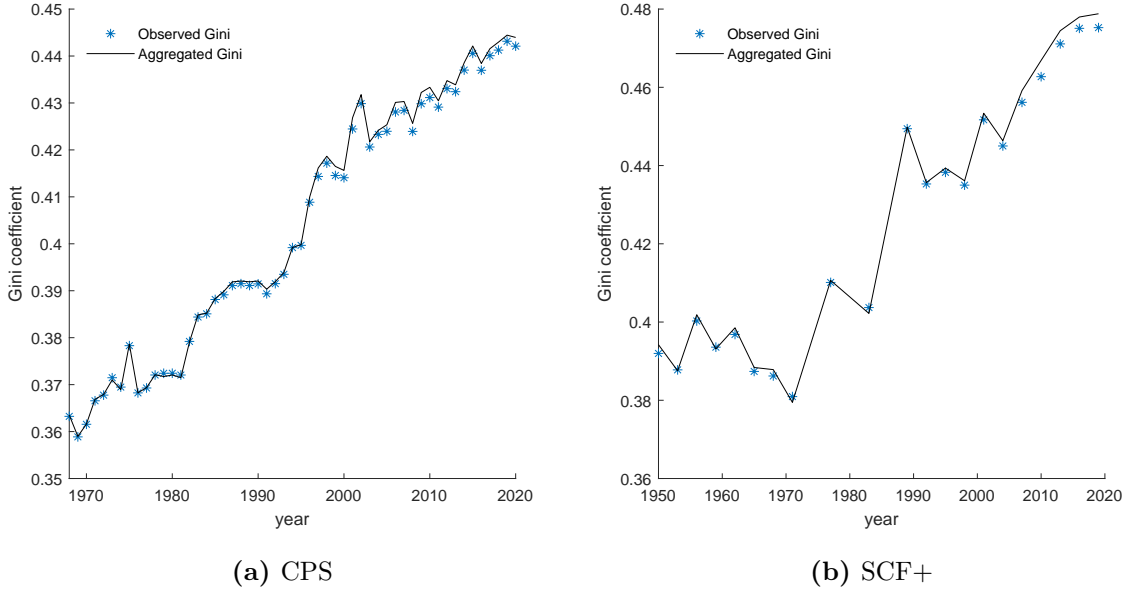 Observed Gini
Aggregated Gini
Gini coefficient
0.45
0.44
0.43
0.42
0.41
0.4
0.39
0.38
0.37
0.36
0.35
1970 1980 1990 2000 2010 2020
year
(a) CPS
Observed Gini
Aggregated Gini
Gini coefficient
0.48
0.46
0.44
0.42
0.4
0.38
0.36
1950 1960 1970 1980 1990 2000 2010 2020
year
(b) SCF+